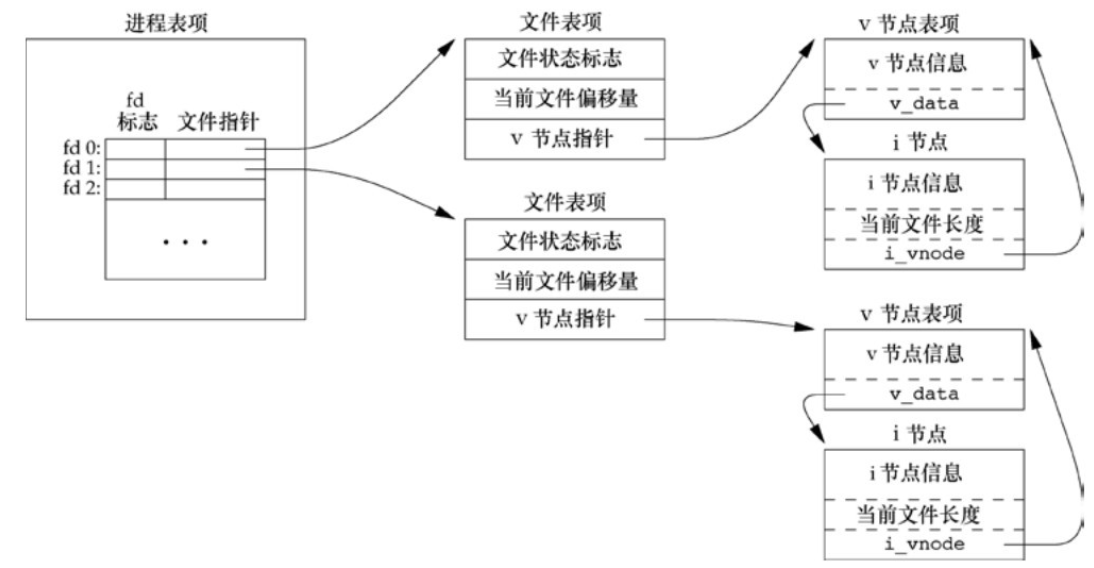 进程表项
fd
标志 文件指针
fd 0:
fd 1:
fd 2:
...
文件表项
文件状态标志
当前文件偏移量
v 节点指针
文件表项
文件状态标志
当前文件偏移量
v 节点指针
v 节点表项
v 节点信息
v_data
i 节点
i 节点信息
当前文件长度
i_vnode
v 节点表项
v 节点信息
v_data
i 节点
i 节点信息
当前文件长度
i_vnode